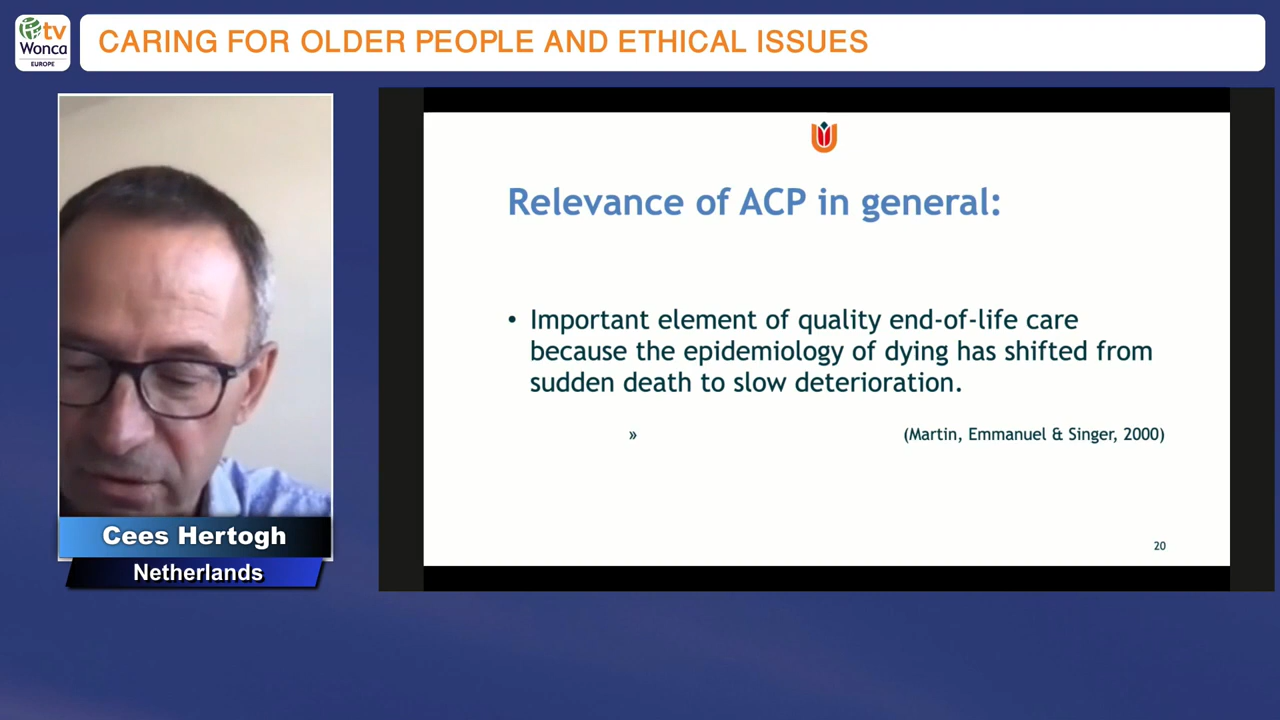 tv
Wonca
EUROPE
CARING FOR OLDER PEOPLE AND ETHICAL ISSUES
Relevance of ACP in general:
• Important element of quality end-of-life care
because the epidemiology of dying has shifted from
sudden death to slow deterioration.
» (Martin, Emmanuel & Singer, 2000)
20
Cees Hertogh
Netherlands